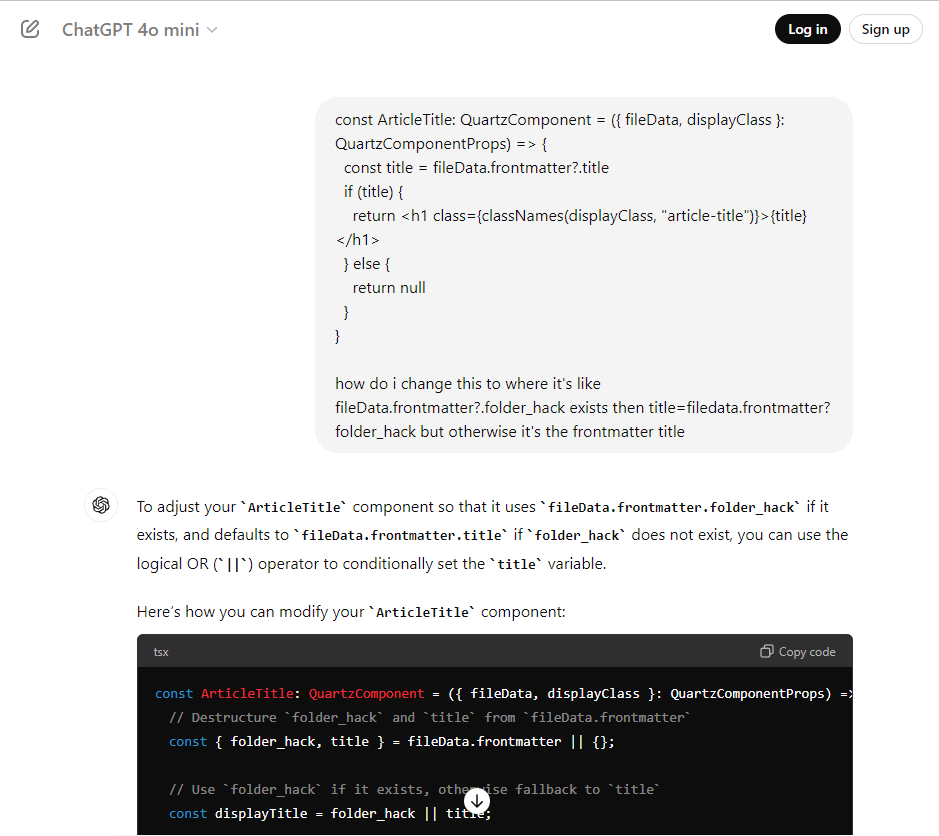 ChatGPT 4o mini
Log in
Sign up
const ArticleTitle: QuartzComponent = ({ fileData, displayClass }:
QuartzComponentProps) => {
  const title = fileData.frontmatter?.title
  if (title) {
    return <h1 class={classNames(displayClass, "article-title")}>{title}
</h1>
  } else {
    return null
  }
}
how do i change this to where it's like
fileData.frontmatter?.folder_hack exists then title=filedata.frontmatter?
folder_hack but otherwise it's the frontmatter title
To adjust your `ArticleTitle` component so that it uses `fileData.frontmatter.folder_hack` if it
exists, and defaults to `fileData.frontmatter.title` if `folder_hack` does not exist, you can use the
logical OR (`||`) operator to conditionally set the `title` variable.
Here's how you can modify your `ArticleTitle` component:
tsx
Copy code
const ArticleTitle: QuartzComponent = ({ fileData, displayClass }: QuartzComponentProps) =>
  // Destructure `folder_hack` and `title` from `fileData.frontmatter`
  const { folder_hack, title } = fileData.frontmatter || {};
  // Use `folder_hack` if it exists, otherwise fallback to `title`
  const displayTitle = folder_hack || title;